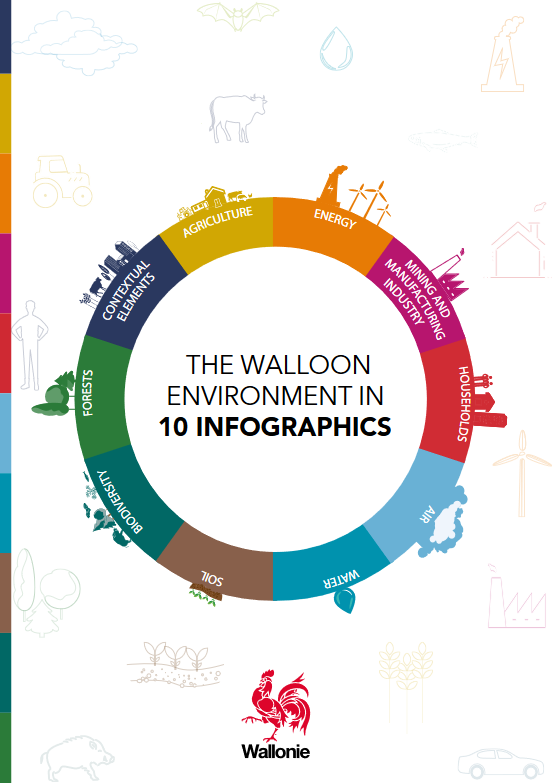 AGRICULTURE
ENERGY
MINING AND
MANUFACTURING
INDUSTRY
HOUSEHOLDS
AIR
WATER
SOIL
BIODIVERSITY
FORESTS
CONTEXTUAL
ELEMENTS
THE WALLOON
ENVIRONMENT IN
10 INFOGRAPHICS
Wallonie